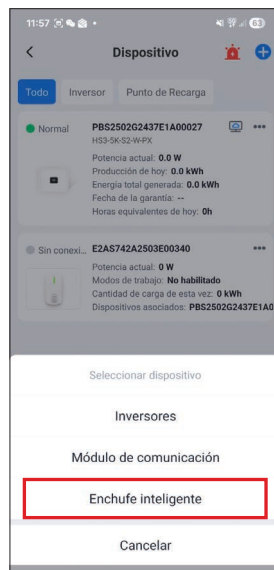 11:57
63
Dispositivo
Todo
Inversor
Punto de Recarga
Normal
PBS2502G2437E1A00027
HS3-5K-S2-W-PX
Potencia actual: 0.0 W
Producción de hoy: 0.0 kWh
Energía total generada: 0.0 kWh
Fecha de la garantía: --
Horas equivalentes de hoy: 0h
Sin conexi...
E2AS742A2503E00340
Potencia actual: 0 W
Modos de trabajo: No habilitado
Cantidad de carga de esta vez: 0 kWh
Dispositivos asociados: PBS2502G2437E1A0
Seleccionar dispositivo
Inversores
Módulo de comunicación
Enchufe inteligente
Cancelar